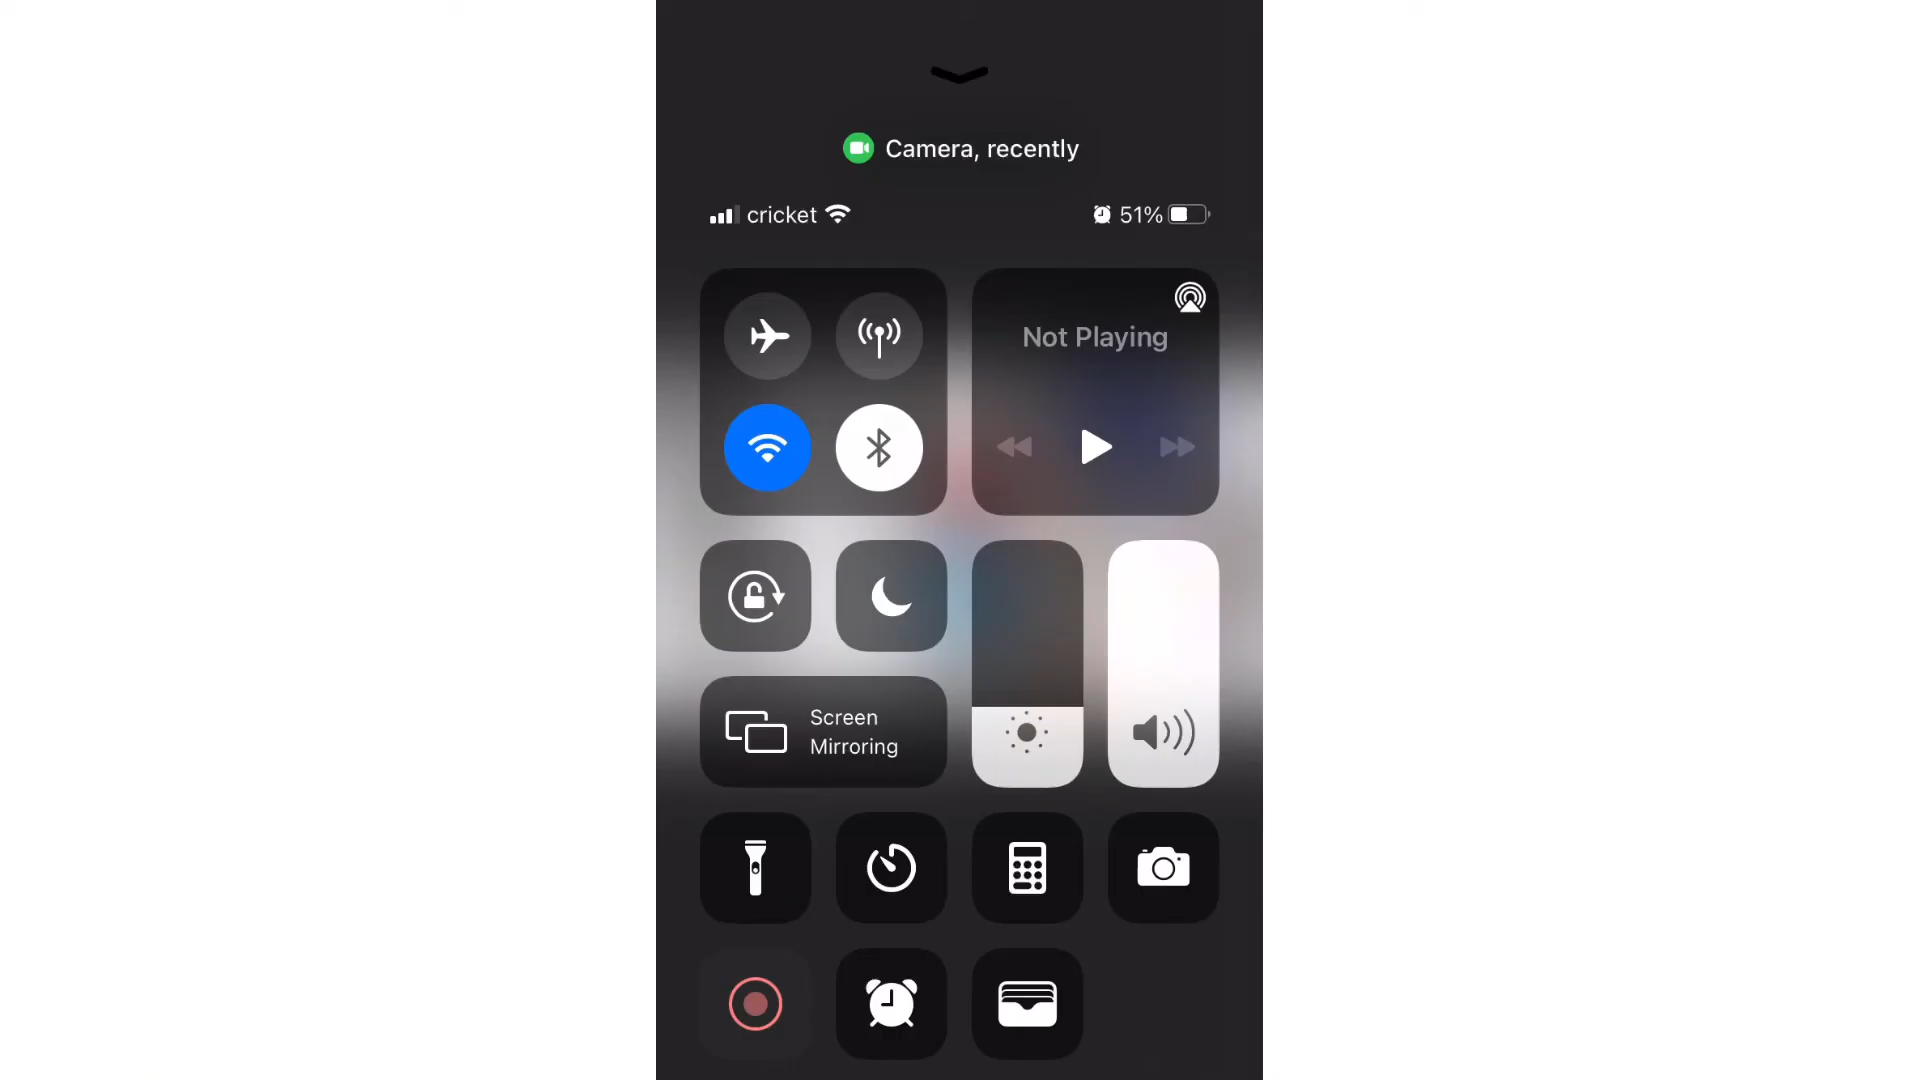 Camera, recently
cricket
51%
Not Playing
Screen
Mirroring